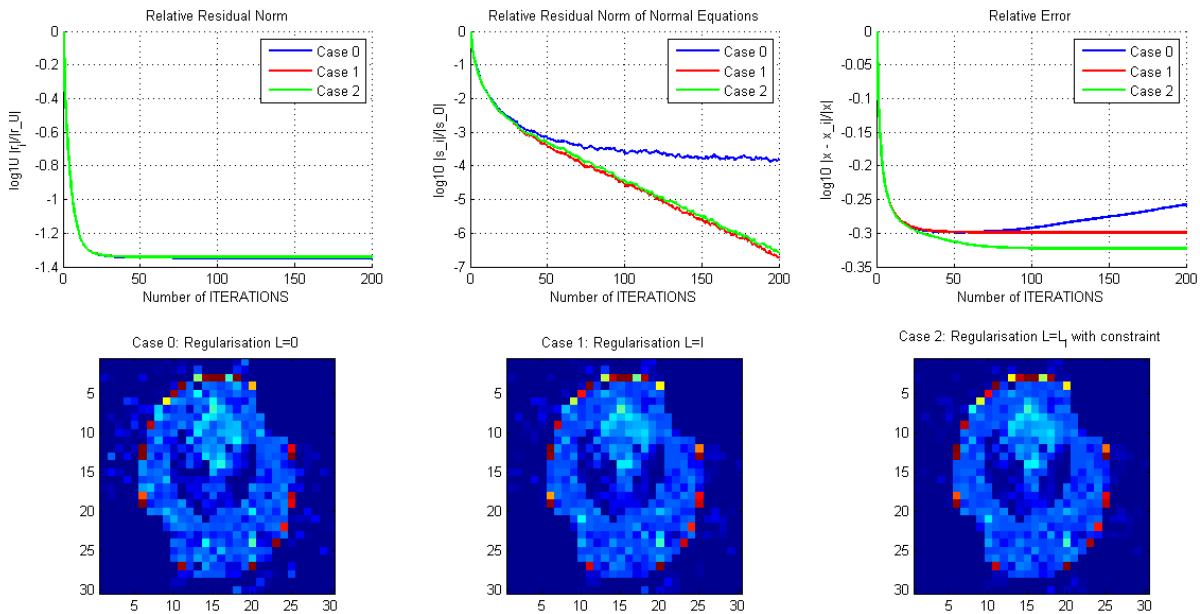 Relative Residual Norm
0
-0.2
-0.4
-0.6
-0.8
-1
-1.2
-1.4
log10 |r_i|/|r_0|
Case 0
Case 1
Case 2
0 50 100 150 200
Number of ITERATIONS
Relative Residual Norm of Normal Equations
0
-1
-2
-3
-4
-5
-6
-7
log10 |s_i|/|s_0|
Case 0
Case 1
Case 2
0 50 100 150 200
Number of ITERATIONS
Relative Error
0
-0.05
-0.1
-0.15
-0.2
-0.25
-0.3
-0.35
log10 |x - x_i|/|x|
Case 0
Case 1
Case 2
0 50 100 150 200
Number of ITERATIONS
Case 0: Regularisation L=0
5
10
15
20
25
30
5 10 15 20 25 30
Case 1: Regularisation L=I
5
10
15
20
25
30
5 10 15 20 25 30
Case 2: Regularisation L=L_I with constraint
5
10
15
20
25
30
5 10 15 20 25 30